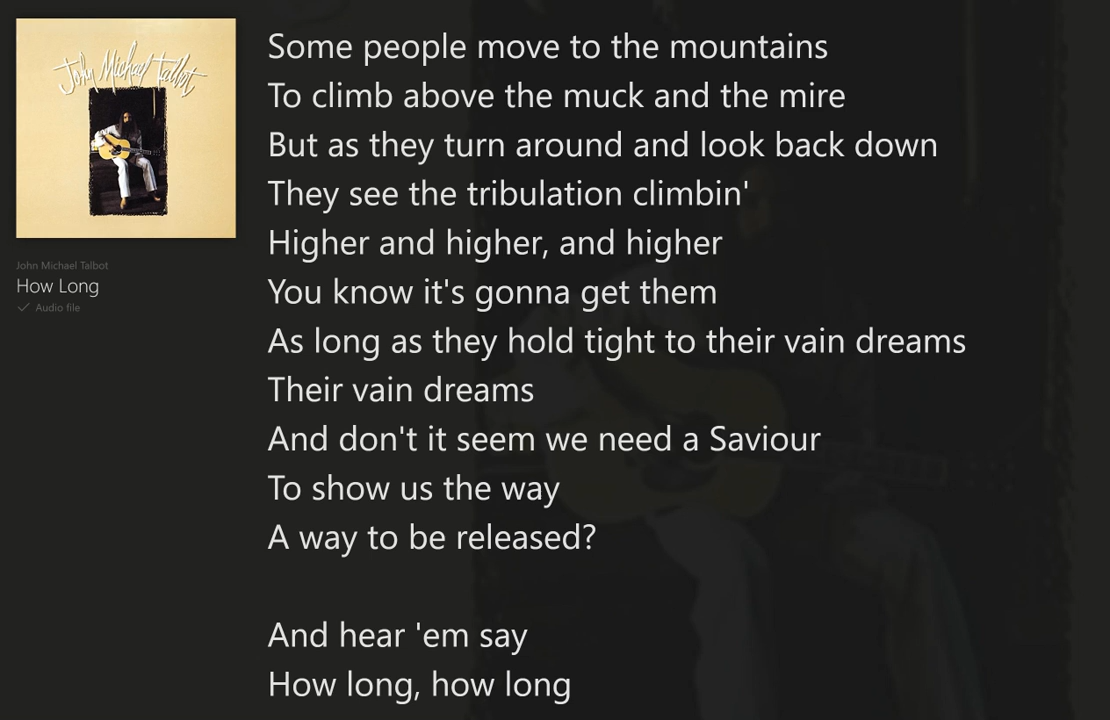 John Michael Talbot
John Michael Talbot
How Long
Audio file
Some people move to the mountains
To climb above the muck and the mire
But as they turn around and look back down
They see the tribulation climbin'
Higher and higher, and higher
You know it's gonna get them
As long as they hold tight to their vain dreams
Their vain dreams
And don't it seem we need a Saviour
To show us the way
A way to be released?

And hear 'em say
How long, how long